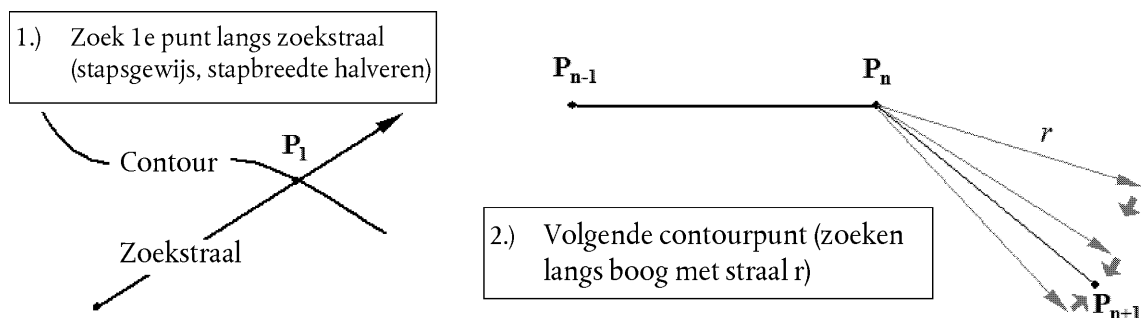 1.) Zoek 1e punt langs zoekstraal
(stapsgewijs, stapbreedte halveren)
P1
Contour
Zoekstraal
Pn-1
Pn
r
2.) Volgende contourpunt (zoeken
langs boog met straal r)
Pn+1